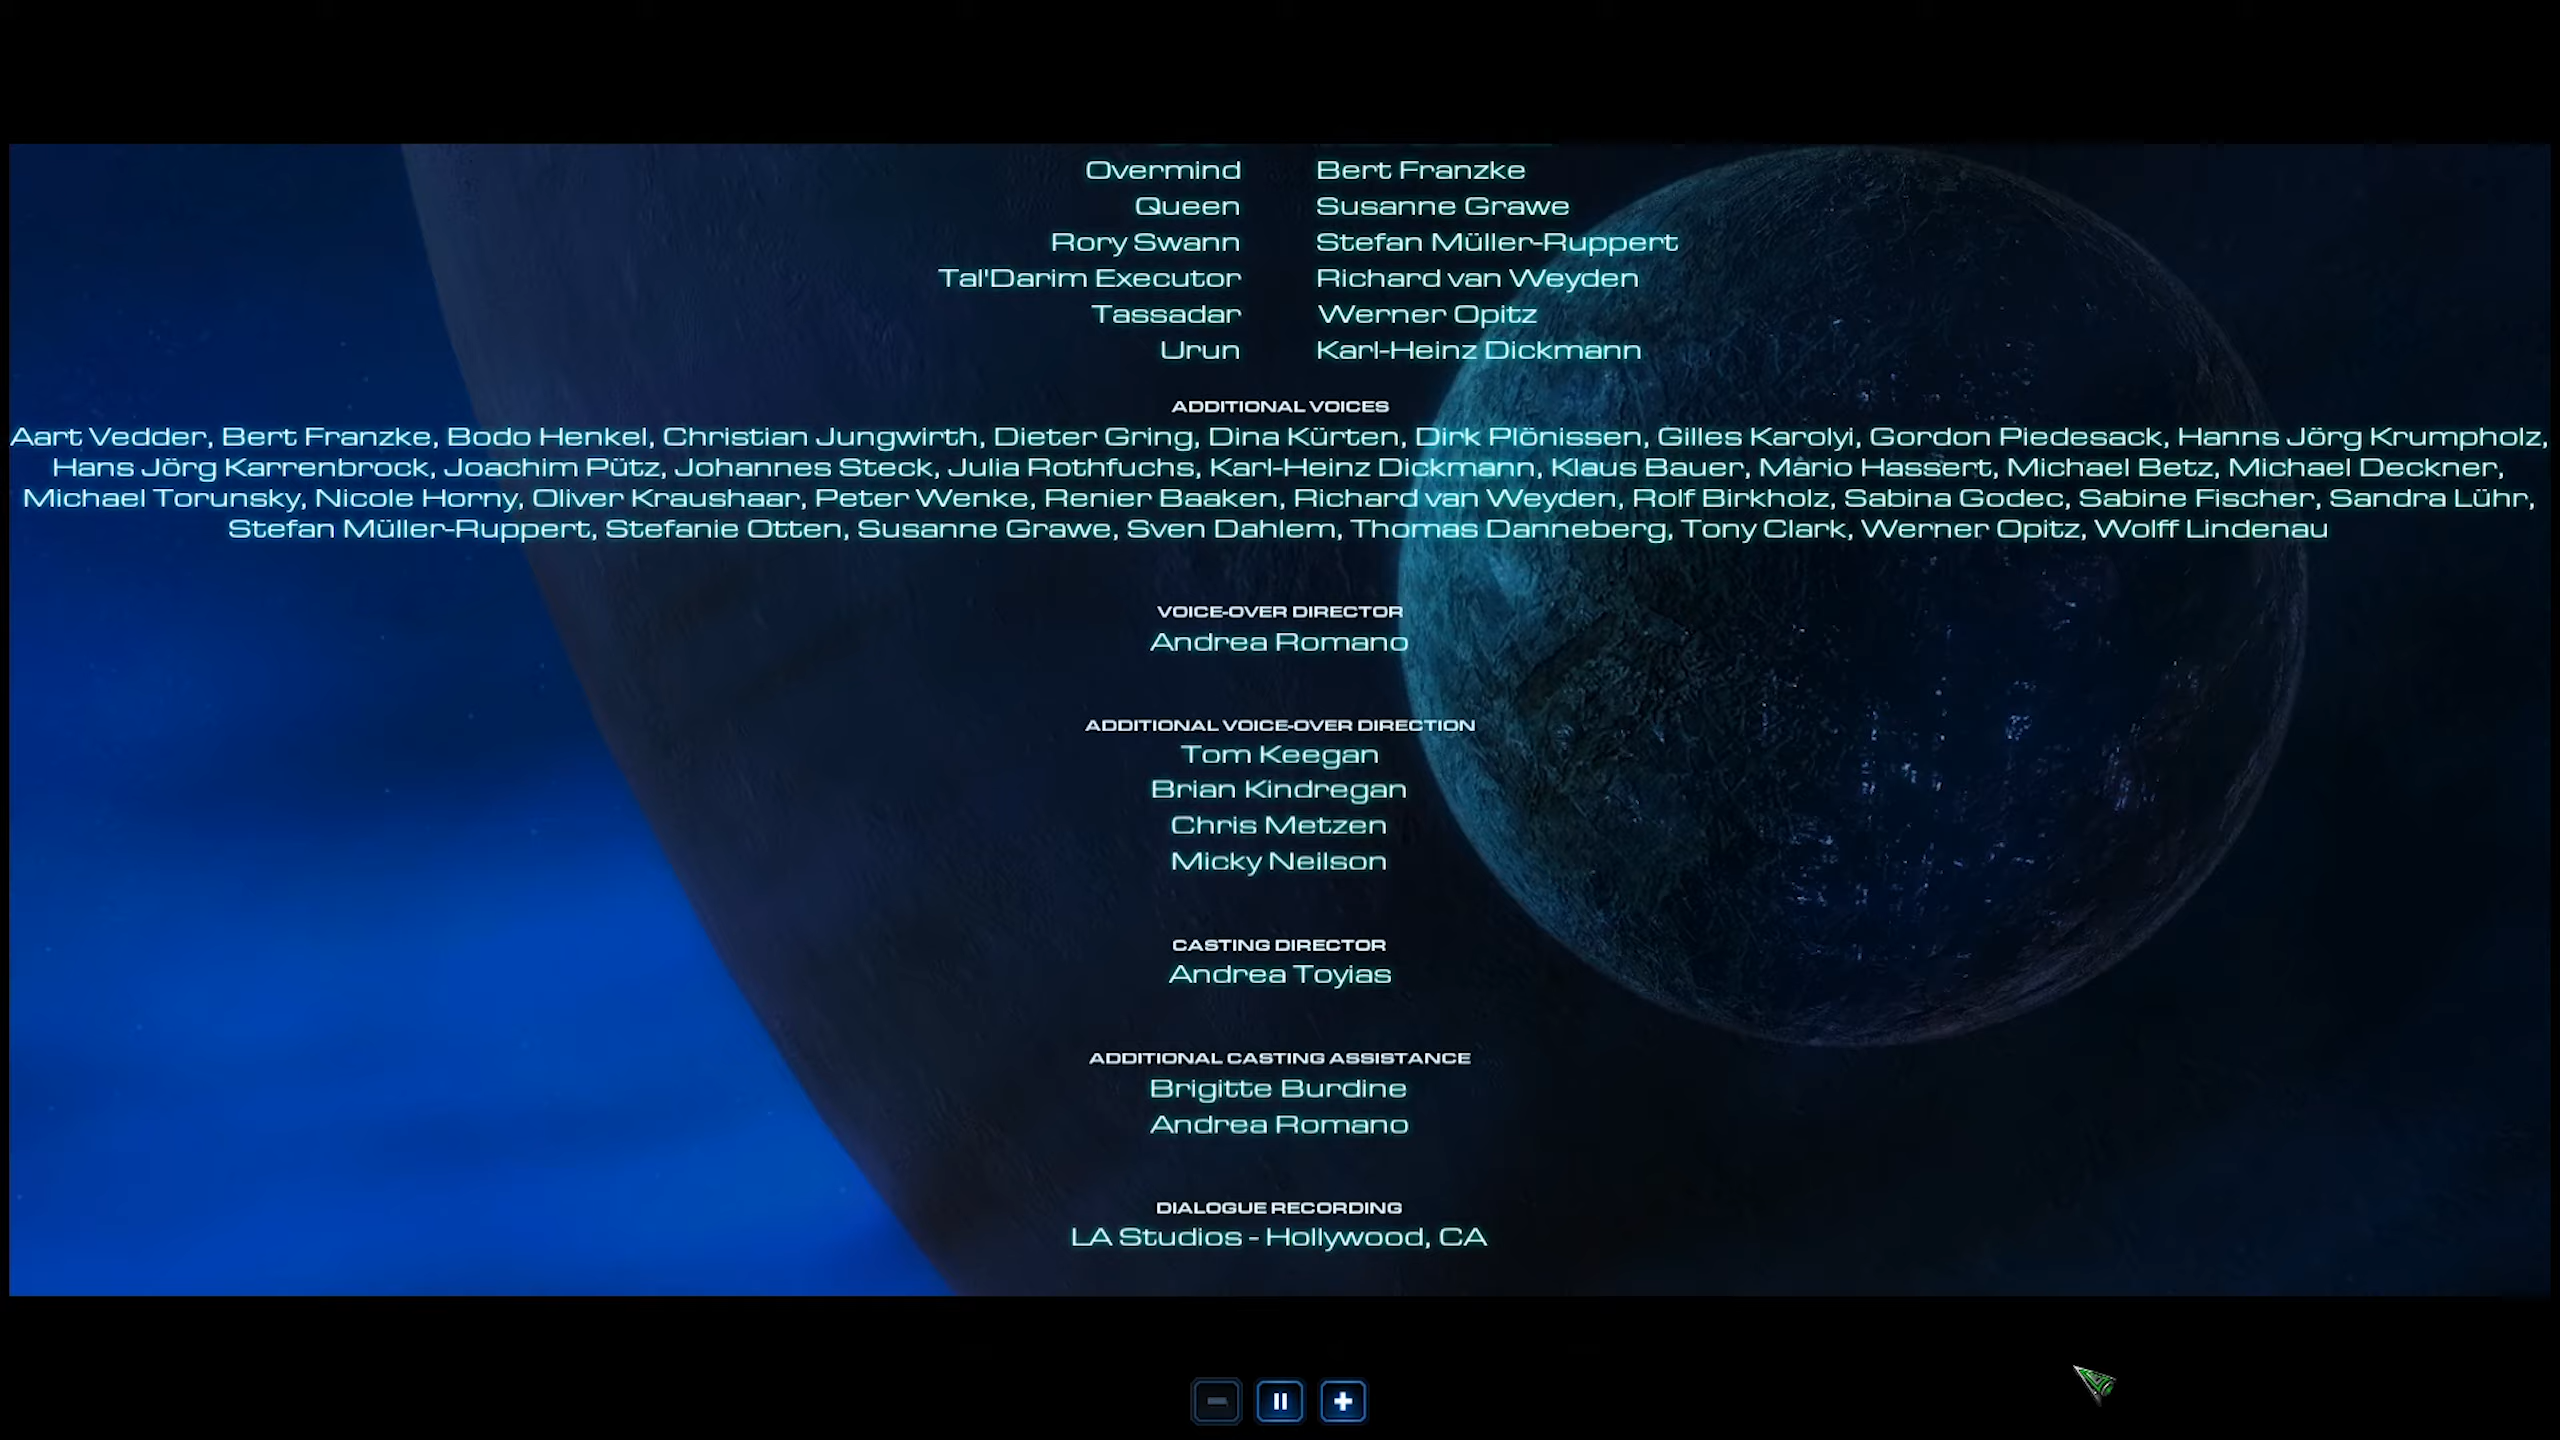 Overmind Bert Franzke
Queen Susanne Grawe
Rory Swann Stefan Müller-Ruppert
Tal'Darim Executor Richard van Weyden
Tassadar Werner Opitz
Urun Karl-Heinz Dickmann
ADDITIONAL VOICES
Aart Vedder, Bert Franzke, Bodo Henkel, Christian Jungwirth, Dieter Gring, Dina Kürten, Dirk Plönissen, Gilles Karolyi, Gordon Piedesack, Hanns Jörg Krumpholz,
Hans Jörg Karrenbrock, Joachim Pütz, Johannes Steck, Julia Rothfuchs, Karl-Heinz Dickmann, Klaus Bauer, Mario Hassert, Michael Betz, Michael Deckner,
Michael Torunsky, Nicole Horny, Oliver Kraushaar, Peter Wenke, Renier Baaken, Richard van Weyden, Rolf Birkholz, Sabina Godec, Sabine Fischer, Sandra Lühr,
Stefan Müller-Ruppert, Stefanie Otten, Susanne Grawe, Sven Dahlem, Thomas Danneberg, Tony Clark, Werner Opitz, Wolff Lindenau
VOICE-OVER DIRECTOR
Andrea Romano
ADDITIONAL VOICE-OVER DIRECTION
Tom Keegan
Brian Kindregan
Chris Metzen
Micky Neilson
CASTING DIRECTOR
Andrea Toyias
ADDITIONAL CASTING ASSISTANCE
Brigitte Burdine
Andrea Romano
DIALOGUE RECORDING
LA Studios - Hollywood, CA